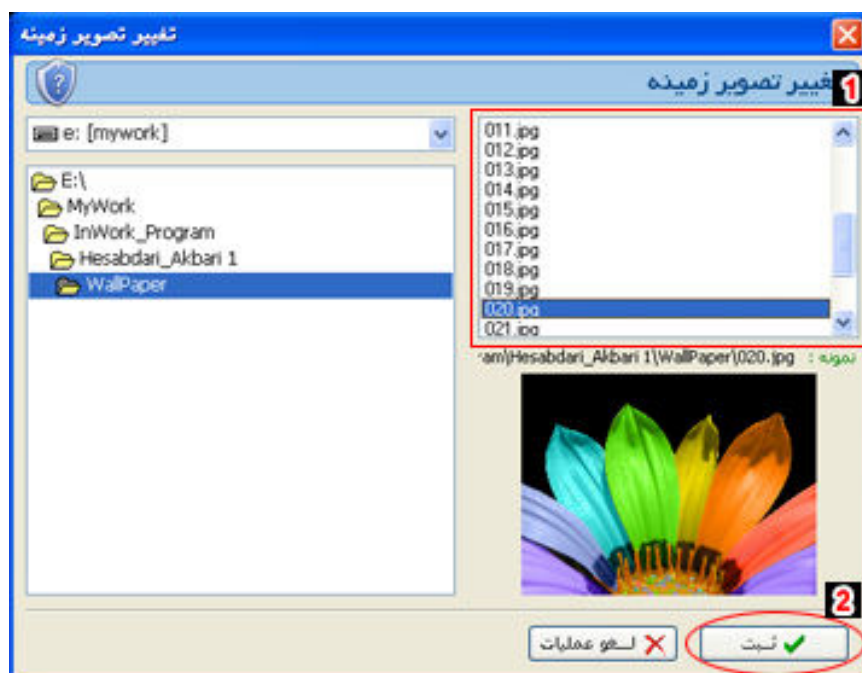 تغییر تصویر زمینه
تغییر تصویر زمینه
1
e: [mywork]
E:\
MyWork
InWork_Program
Hesabdari_Akbari 1
WallPaper
011.jpg
012.jpg
013.jpg
014.jpg
015.jpg
016.jpg
017.jpg
018.jpg
019.jpg
020.jpg
021.jpg
نمونه : am\Hesabdari_Akbari 1\WallPaper\020.jpg
2
ثبت
لغو عملیات